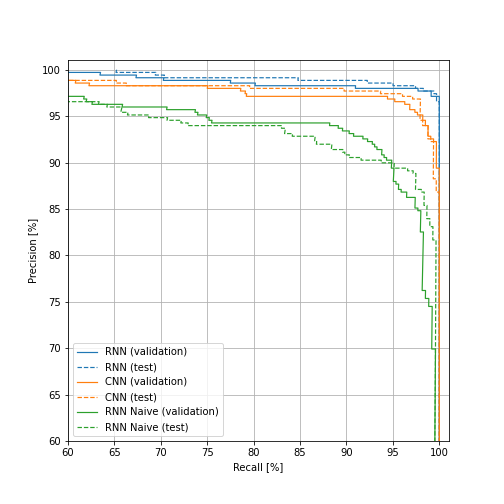 100
95
90
85
80
75
70
65
60
Precision [%]
RNN (validation)
RNN (test)
CNN (validation)
CNN (test)
RNN Naive (validation)
RNN Naive (test)
60 65 70 75 80 85 90 95 100
Recall [%]